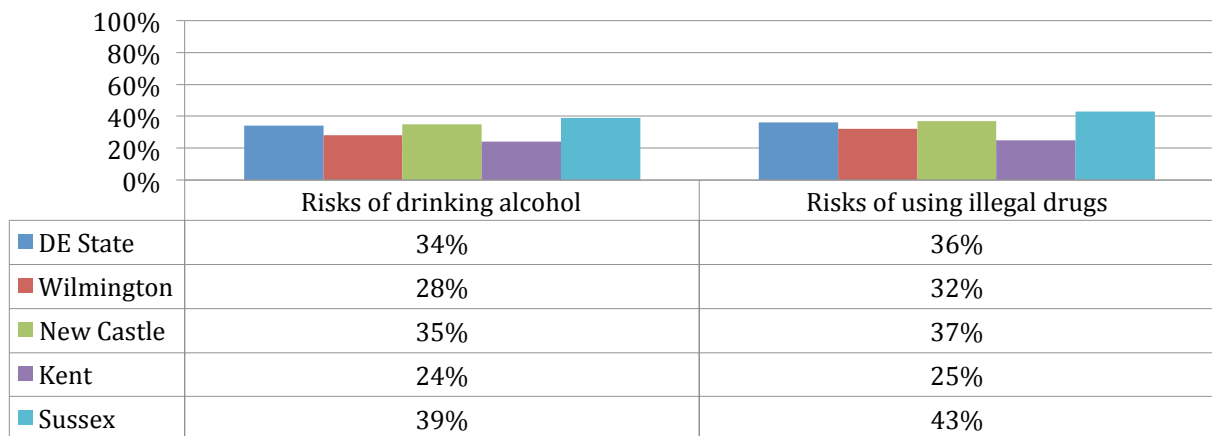 100%
80%
60%
40%
20%
0%
Risks of drinking alcohol Risks of using illegal drugs
DE State 34% 36%
Wilmington 28% 32%
New Castle 35% 37%
Kent 24% 25%
Sussex 39% 43%